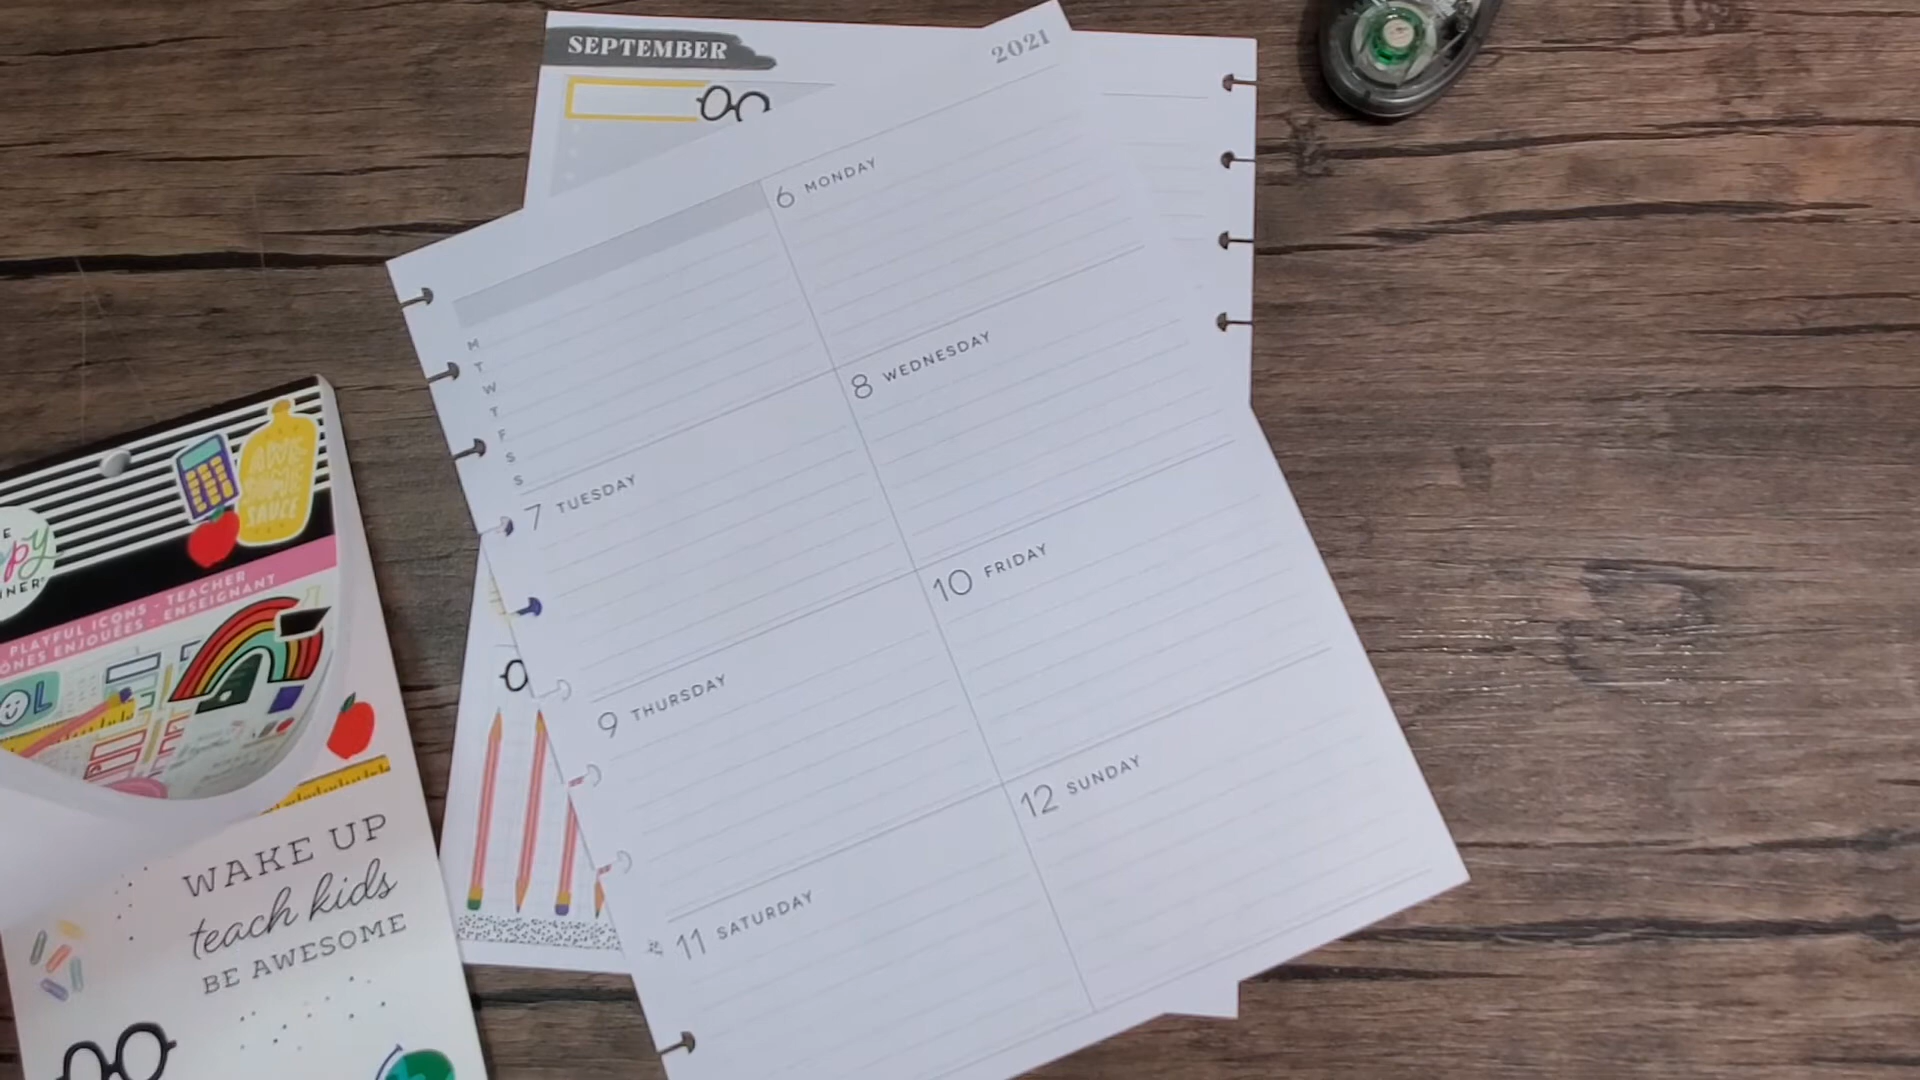 SEPTEMBER
2021
6 MONDAY
M
T
W
T
F
S
S
8 WEDNESDAY
7 TUESDAY
10 FRIDAY
9 THURSDAY
12 SUNDAY
11 SATURDAY
SAUCE
PLAYFUL ICONS - TEACHER
ENJOUÉES - ENSEIGNANT
WAKE UP
teach kids
BE AWESOME